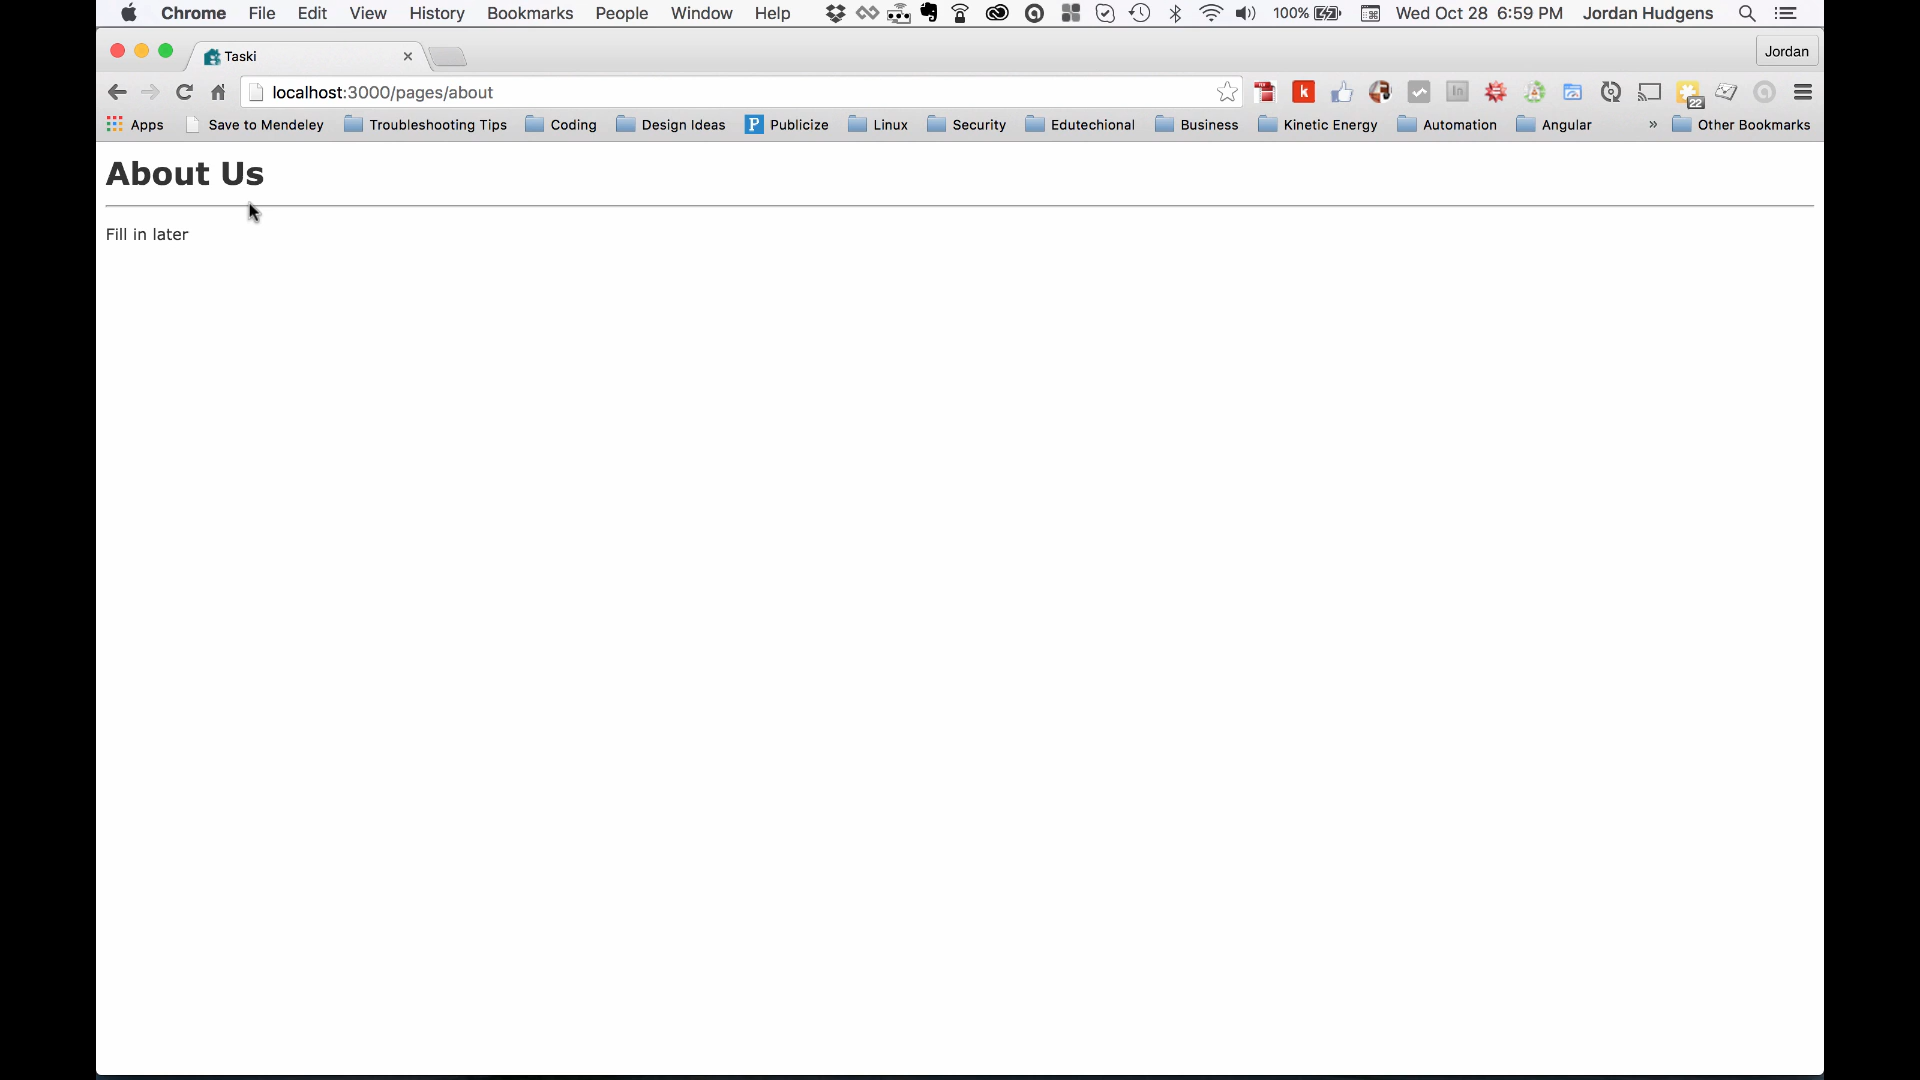 Chrome File Edit View History Bookmarks People Window Help 100% Wed Oct 28 6:59 PM Jordan Hudgens
Taski Jordan
localhost:3000/pages/about k In 22
Apps Save to Mendeley Troubleshooting Tips Coding Design Ideas P Publicize Linux Security Edutechional Business Kinetic Energy Automation Angular » Other Bookmarks
About Us
Fill in later